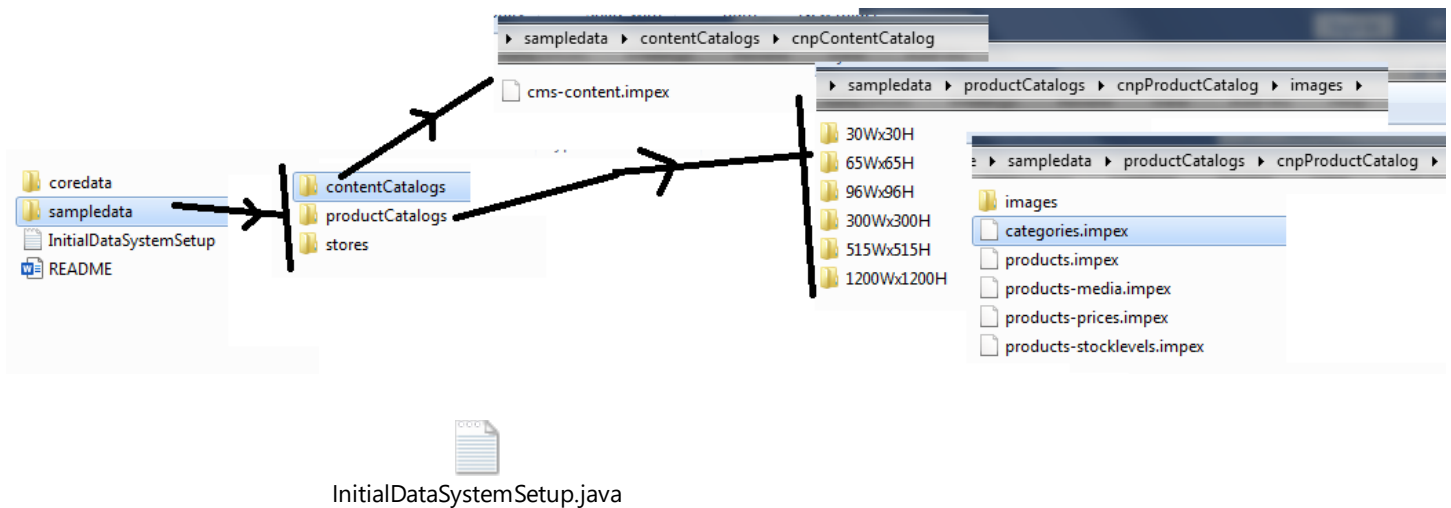 sampledata contentCatalogs cnpContentCatalog
cms-content.impex
sampledata productCatalogs cnpProductCatalog images
30Wx30H
65Wx65H
96Wx96H
300Wx300H
515Wx515H
1200Wx1200H
sampledata productCatalogs cnpProductCatalog
images
categories.impex
products.impex
products-media.impex
products-prices.impex
products-stocklevels.impex
coredata
sampledata
InitialDataSystemSetup
README
contentCatalogs
productCatalogs
stores
InitialDataSystemSetup.java